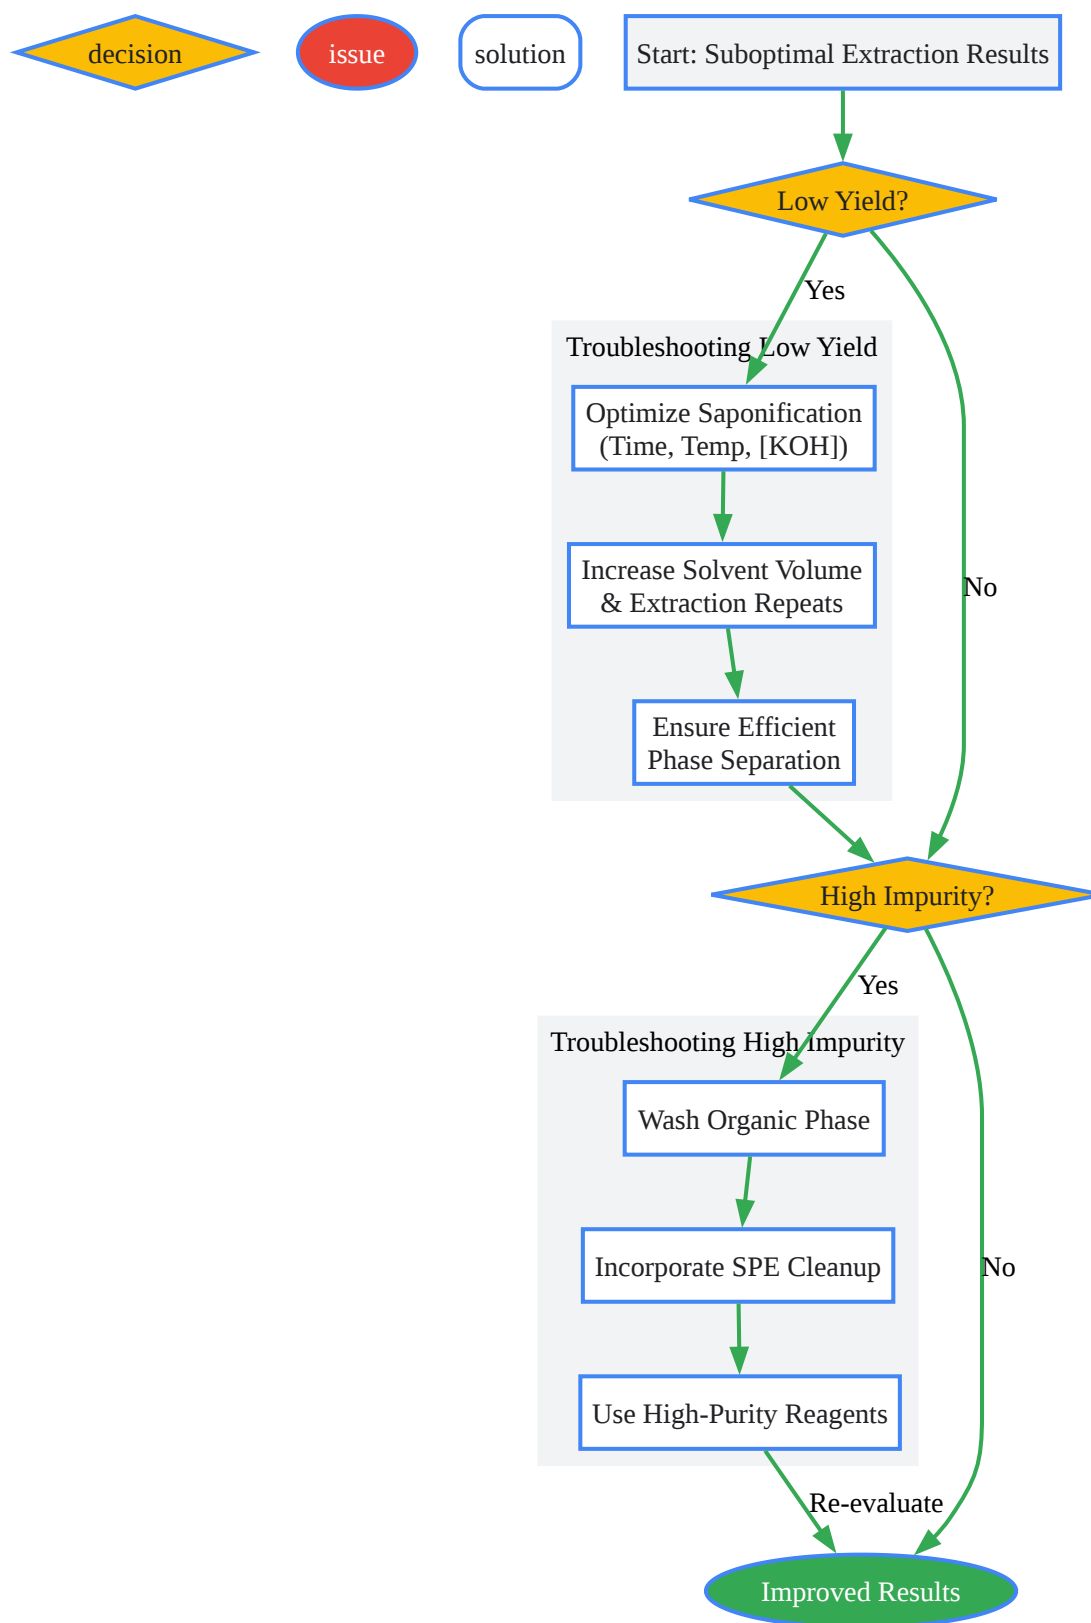 decision
issue
solution
Start: Suboptimal Extraction Results
Low Yield?
Yes
Troubleshooting Low Yield
Optimize Saponification
(Time, Temp, [KOH])
Increase Solvent Volume
& Extraction Repeats
No
Ensure Efficient
Phase Separation
High Impurity?
Yes
Troubleshooting High Impurity
Wash Organic Phase
Incorporate SPE Cleanup
No
Use High-Purity Reagents
Re-evaluate
Improved Results